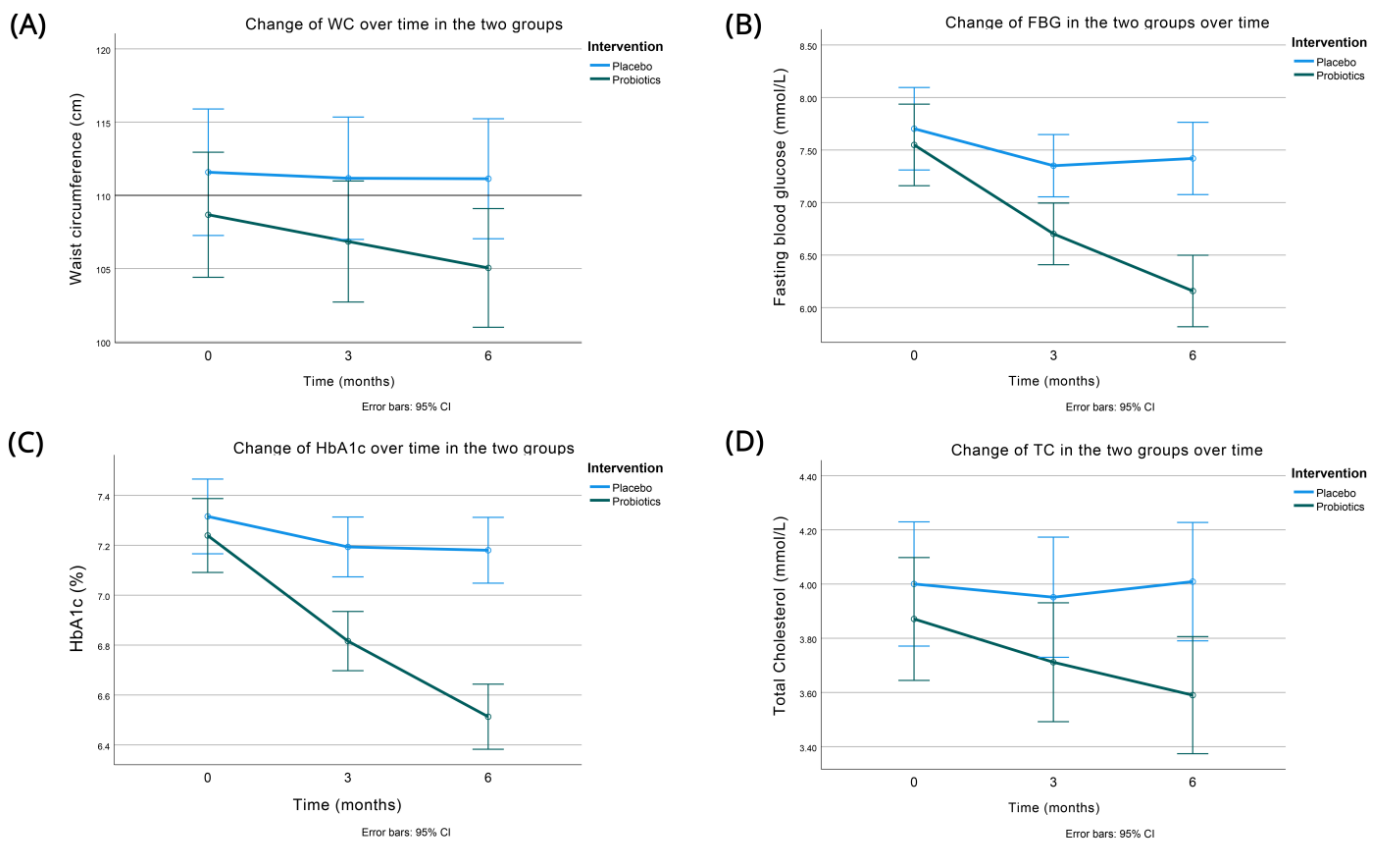 (A)
Change of WC over time in the two groups
Intervention
Placebo
Probiotics
120
115
110
105
100
Waist circumference (cm)
0 3 6
Time (months)
Error bars: 95% CI
(B)
Change of FBG in the two groups over time
Intervention
Placebo
Probiotics
8.50
8.00
7.50
7.00
6.50
6.00
Fasting blood glucose (mmol/L)
0 3 6
Time (months)
Error bars: 95% CI
(C)
Change of HbA1c over time in the two groups
Intervention
Placebo
Probiotics
7.4
7.2
7.0
6.8
6.6
6.4
HbA1c (%)
0 3 6
Time (months)
Error bars: 95% CI
(D)
Change of TC in the two groups over time
Intervention
Placebo
Probiotics
4.40
4.20
4.00
3.80
3.60
3.40
Total Cholesterol (mmol/L)
0 3 6
Time (months)
Error bars: 95% CI